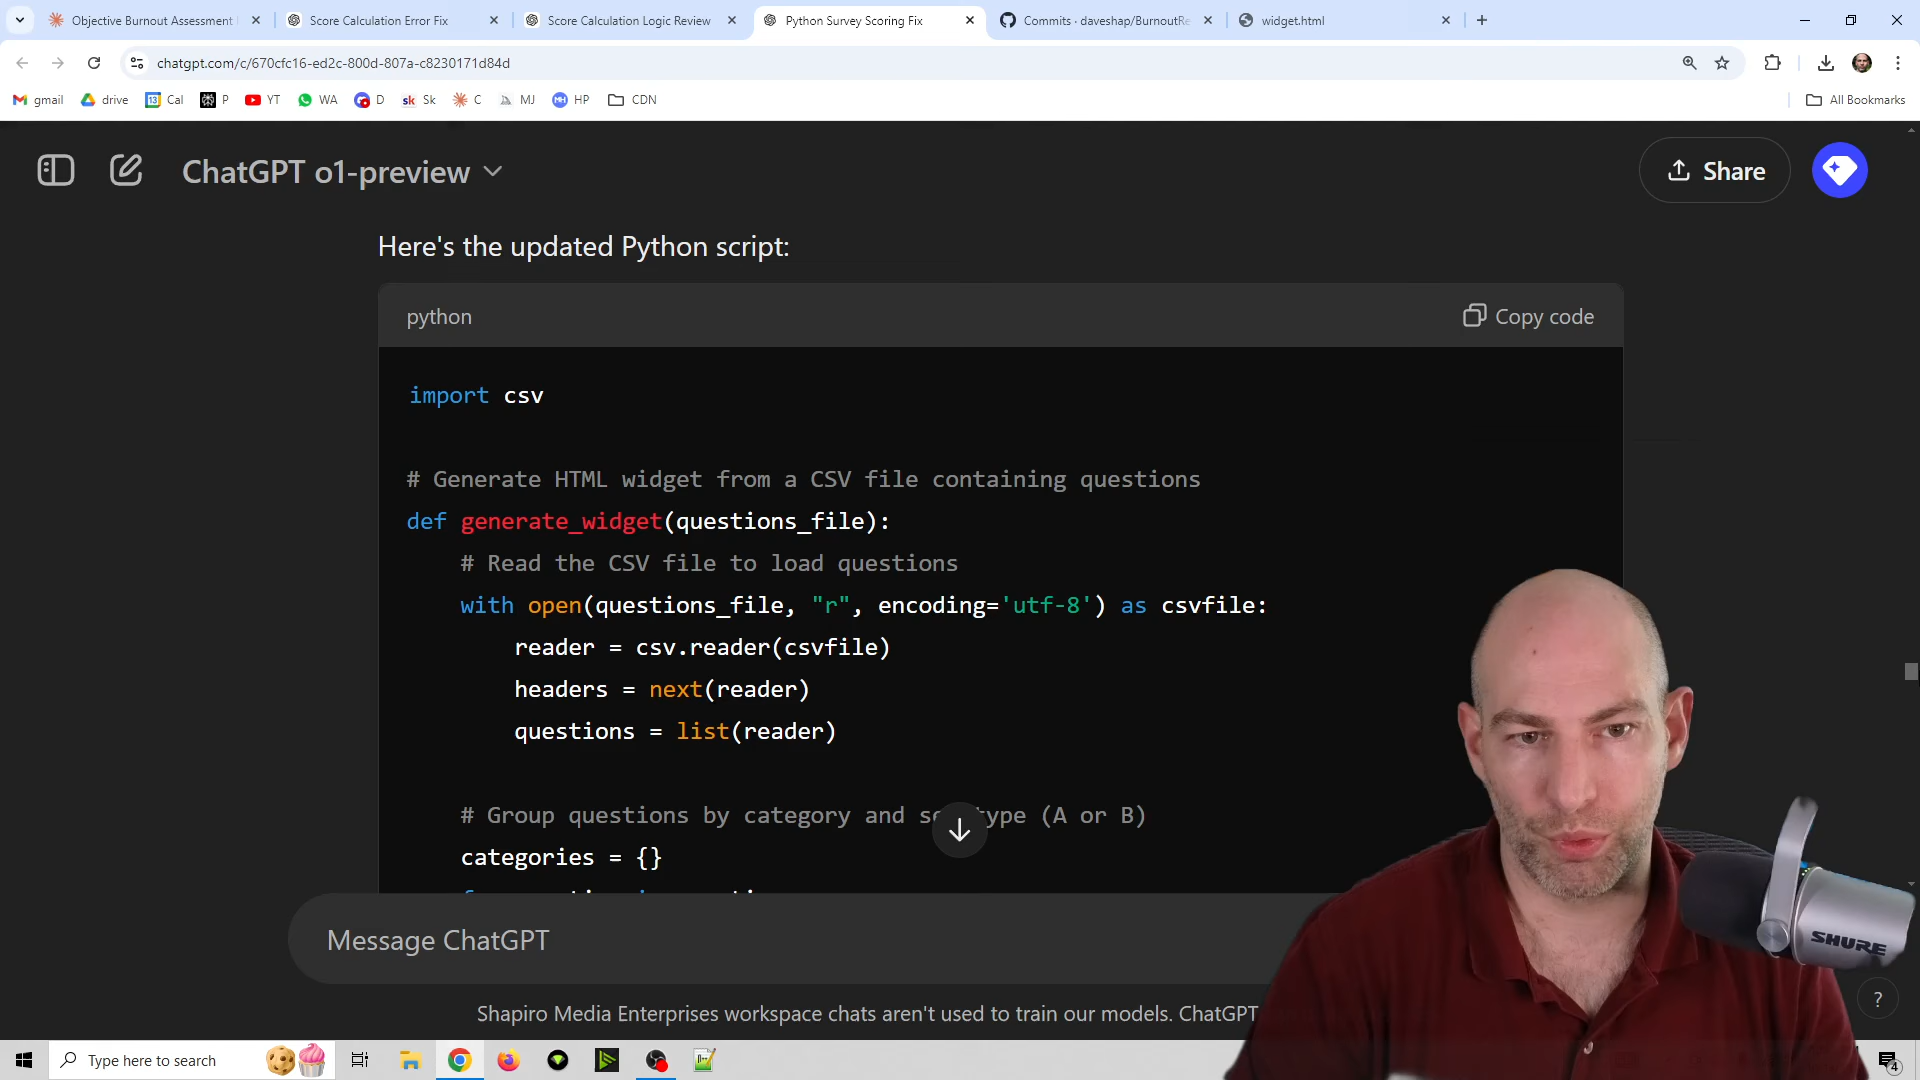 Objective Burnout Assessment
Score Calculation Error Fix
Score Calculation Logic Review
Python Survey Scoring Fix
Commits · daveshap/BurnoutRe
widget.html
chatgpt.com/c/670cfc16-ed2c-800d-807a-c8230171d84d
gmail
drive
Cal
P
YT
WA
D
sk Sk
C
MJ
MH HP
CDN
All Bookmarks
ChatGPT o1-preview
Share
Here's the updated Python script:
python
Copy code
import csv
# Generate HTML widget from a CSV file containing questions
def generate_widget(questions_file):
# Read the CSV file to load questions
with open(questions_file, "r", encoding='utf-8') as csvfile:
reader = csv.reader(csvfile)
headers = next(reader)
questions = list(reader)
# Group questions by category and type (A or B)
categories = {}
Message ChatGPT
Shapiro Media Enterprises workspace chats aren't used to train our models. ChatGPT
?
SHURE
Type here to search
4